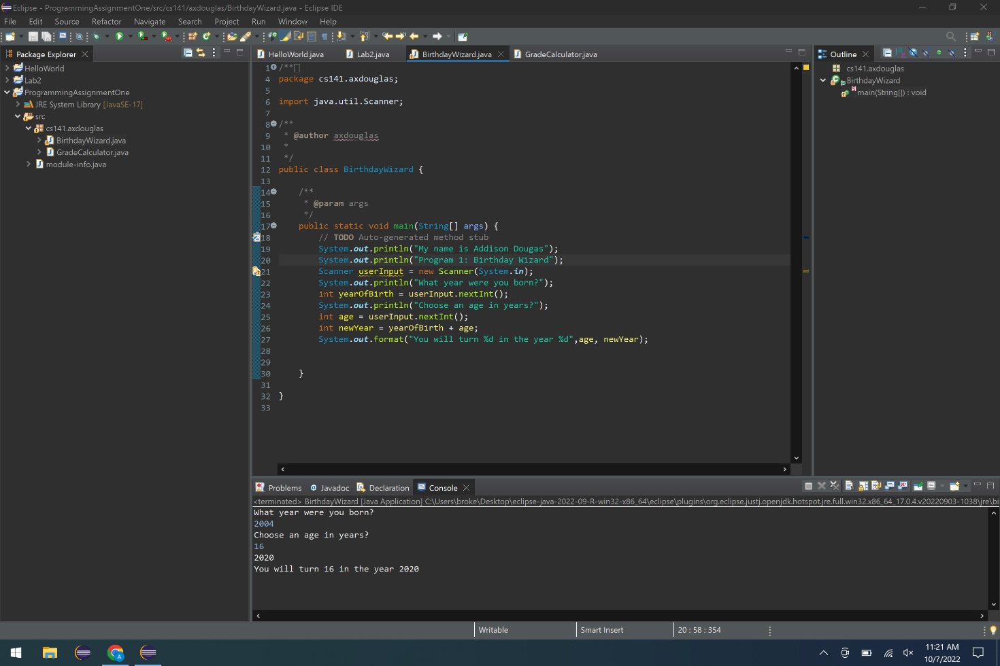 Eclipse - ProgrammingAssignmentOne/src/cs141/axdouglas/BirthdayWizard.java - Eclipse IDE
File Edit Source Refactor Navigate Search Project Run Window Help
Package Explorer
HelloWorld
Lab2
ProgrammingAssignmentOne
JRE System Library [JavaSE-17]
src
cs141.axdouglas
BirthdayWizard.java
GradeCalculator.java
module-info.java
HelloWorld.java Lab2.java BirthdayWizard.java GradeCalculator.java
1 /**
4 package cs141.axdouglas;
5
6 import java.util.Scanner;
7
8 /**
9 * @author axdouglas
10 *
11 */
12 public class BirthdayWizard {
13
14 /**
15 * @param args
16 */
17 public static void main(String[] args) {
18 // TODO Auto-generated method stub
19 System.out.println("My name is Addison Dougas");
20 System.out.println("Program 1: Birthday Wizard");
21 Scanner userInput = new Scanner(System.in);
22 System.out.println("What year were you born?");
23 int yearOfBirth = userInput.nextInt();
24 System.out.println("Choose an age in years?");
25 int age = userInput.nextInt();
26 int newYear = yearOfBirth + age;
27 System.out.format("You will turn %d in the year %d",age, newYear);
28
29
30 }
31
32 }
33
Outline
cs141.axdouglas
BirthdayWizard
main(String[]) : void
Problems Javadoc Declaration Console
<terminated> BirthdayWizard [Java Application] C:\Users\broke\Desktop\eclipse-java-2022-09-R-win32-x86_64\eclipse\plugins\org.eclipse.justj.openjdk.hotspot.jre.full.win32.x86_64_17.0.4.v20220903-1038\jre\bi
What year were you born?
2004
Choose an age in years?
16
2020
You will turn 16 in the year 2020
Writable Smart Insert 20 : 58 : 354
11:21 AM
10/7/2022